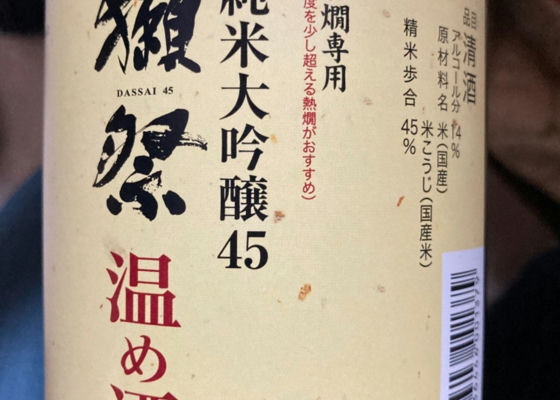 獺祭
DASSAI 45
温め酒
純米大吟醸45
燗専用
度を少し超える熱燗がおすすめ)
品目 清酒
アルコール分 14%
原材料名 米(国産)
米こうじ(国産米)
精米歩合 45%